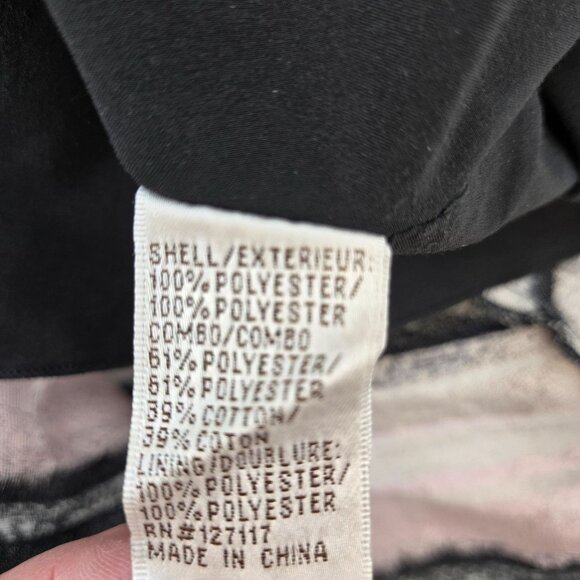 SHELL/EXTERIEUR:
100% POLYESTER/
100% POLYESTER
COMBO/COMBO
61% POLYESTER/
61% POLYESTER
39% COTTON/
39% COTON
LINING/DOUBLURE:
100% POLYESTER/
100% POLYESTER
RN#127117
MADE IN CHINA